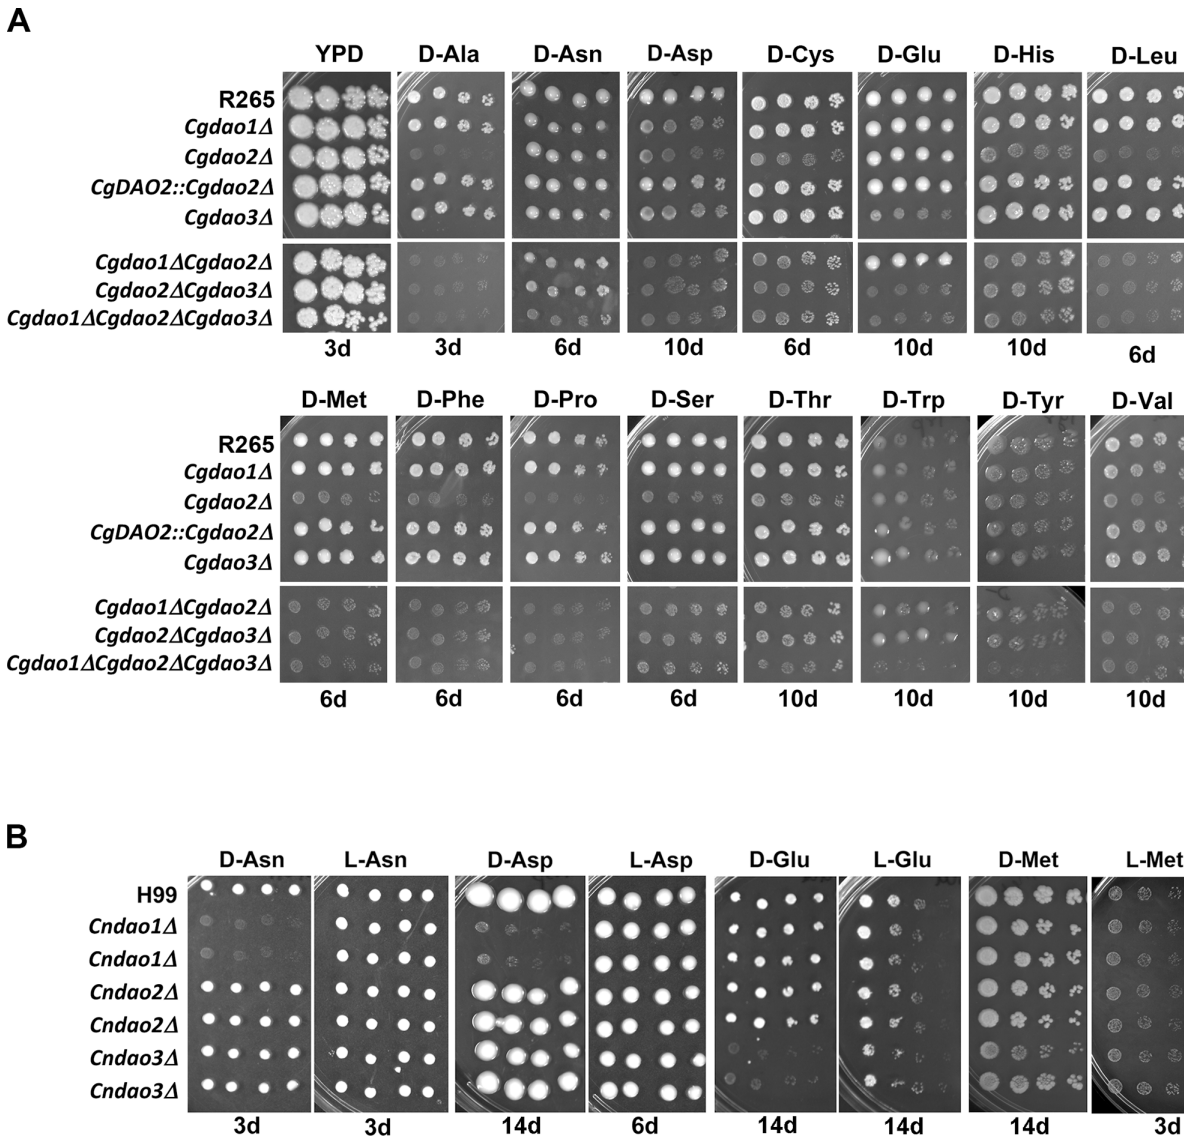 A
YPD D-Ala D-Asn D-Asp D-Cys D-Glu D-His D-Leu
R265
Cgdao1Δ
Cgdao2Δ
CgDAO2::Cgdao2Δ
Cgdao3Δ
Cgdao1ΔCgdao2Δ
Cgdao2ΔCgdao3Δ
Cgdao1ΔCgdao2ΔCgdao3Δ
3d 3d 6d 10d 6d 10d 10d 6d
D-Met D-Phe D-Pro D-Ser D-Thr D-Trp D-Tyr D-Val
R265
Cgdao1Δ
Cgdao2Δ
CgDAO2::Cgdao2Δ
Cgdao3Δ
Cgdao1ΔCgdao2Δ
Cgdao2ΔCgdao3Δ
Cgdao1ΔCgdao2ΔCgdao3Δ
6d 6d 6d 6d 10d 10d 10d 10d
B
D-Asn L-Asn D-Asp L-Asp D-Glu L-Glu D-Met L-Met
H99
Cndao1Δ
Cndao1Δ
Cndao2Δ
Cndao2Δ
Cndao3Δ
Cndao3Δ
3d 3d 14d 6d 14d 14d 14d 3d